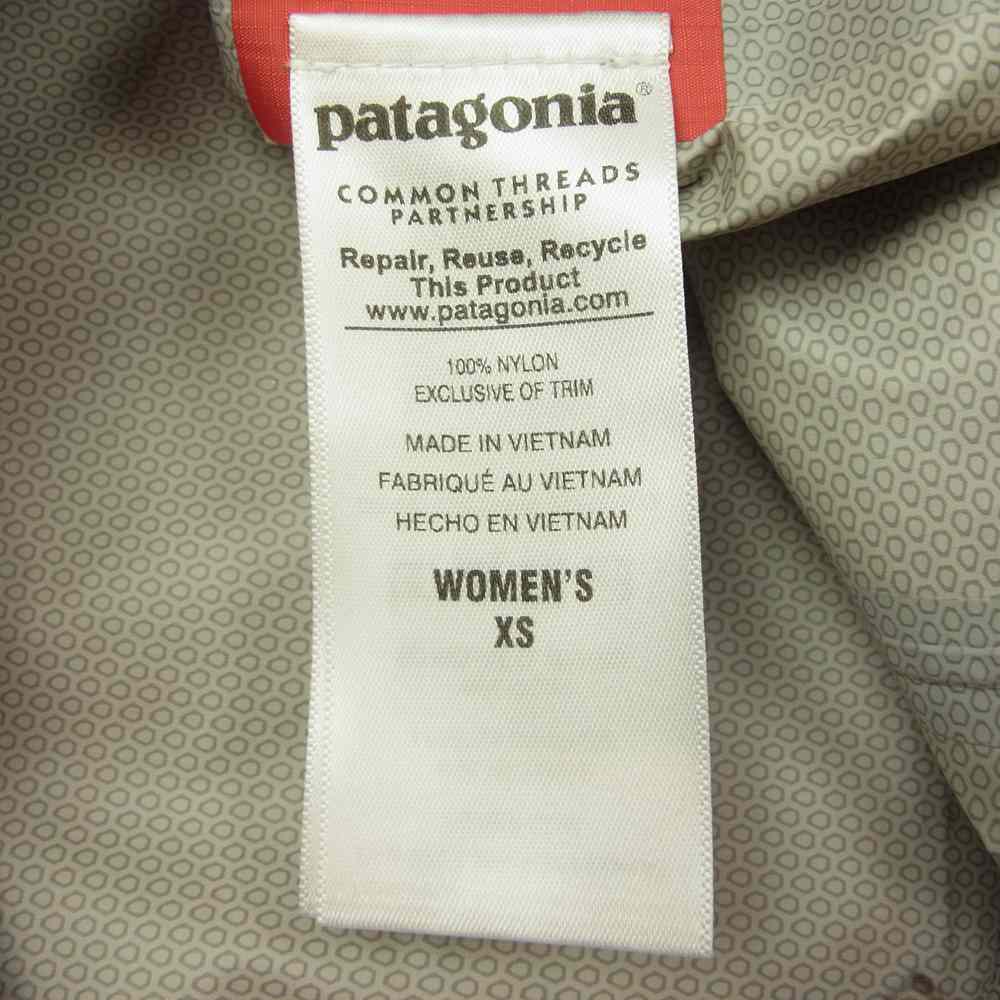 patagonia®
COMMON THREADS
PARTNERSHIP
Repair, Reuse, Recycle
This Product
www.patagonia.com
100% NYLON
EXCLUSIVE OF TRIM
MADE IN VIETNAM
FABRIQUÉ AU VIETNAM
HECHO EN VIETNAM
WOMEN'S
XS